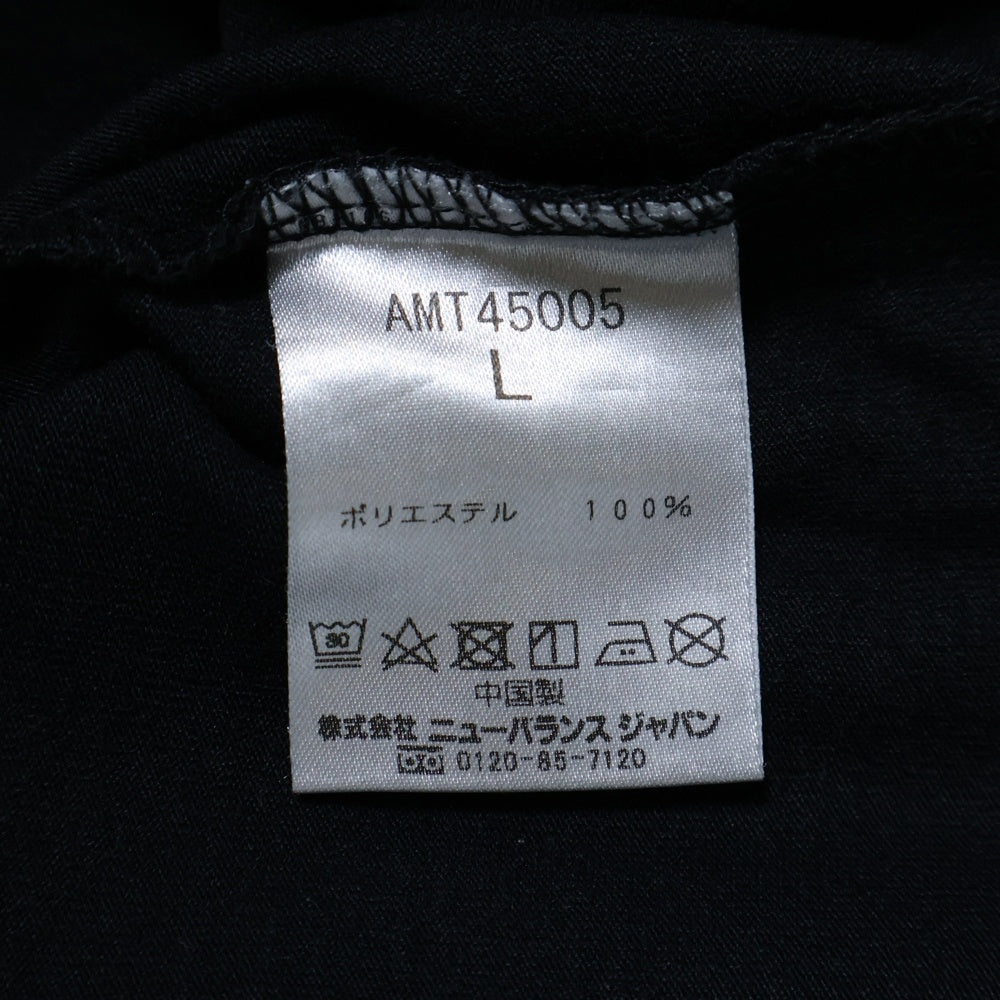 AMT45005
L
ポリエステル 100%
30
中国製
株式会社 ニューバランス ジャパン
0120-85-7120